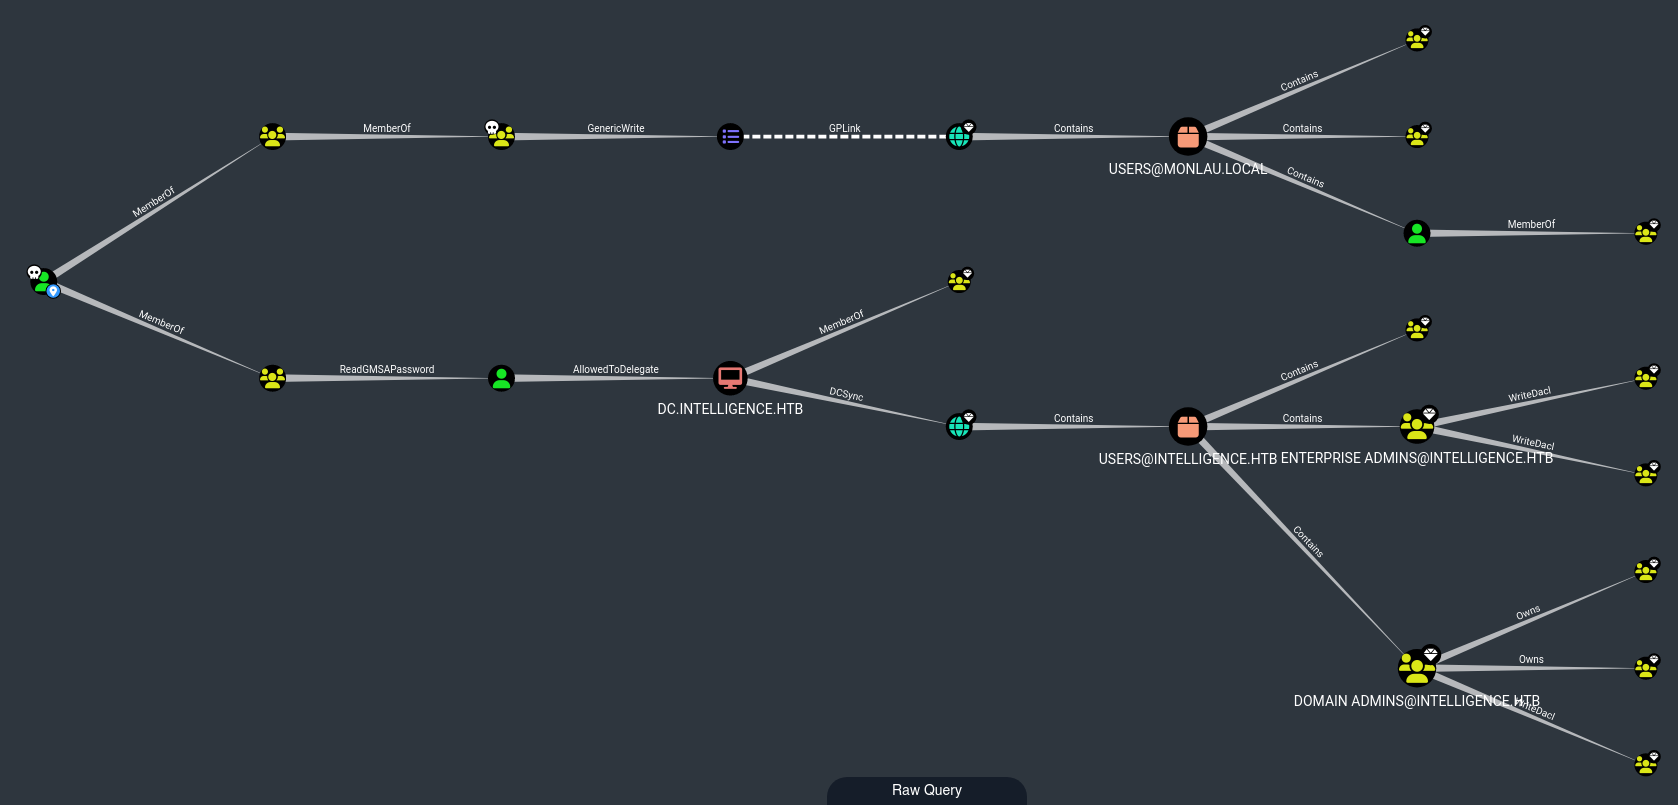 Contains
MemberOf
GenericWrite
GPLink
Contains
Contains
USERS@MONLAU.LOCAL
Contains
MemberOf
MemberOf
MemberOf
MemberOf
ReadGMSAPassword
AllowedToDelegate
DC.INTELLIGENCE.HTB
DCSync
Contains
Contains
Contains
WriteDacl
WriteDacl
USERS@INTELLIGENCE.HTB
ENTERPRISE ADMINS@INTELLIGENCE.HTB
Contains
Owns
Owns
DOMAIN ADMINS@INTELLIGENCE.HTB
WriteDacl
Raw Query